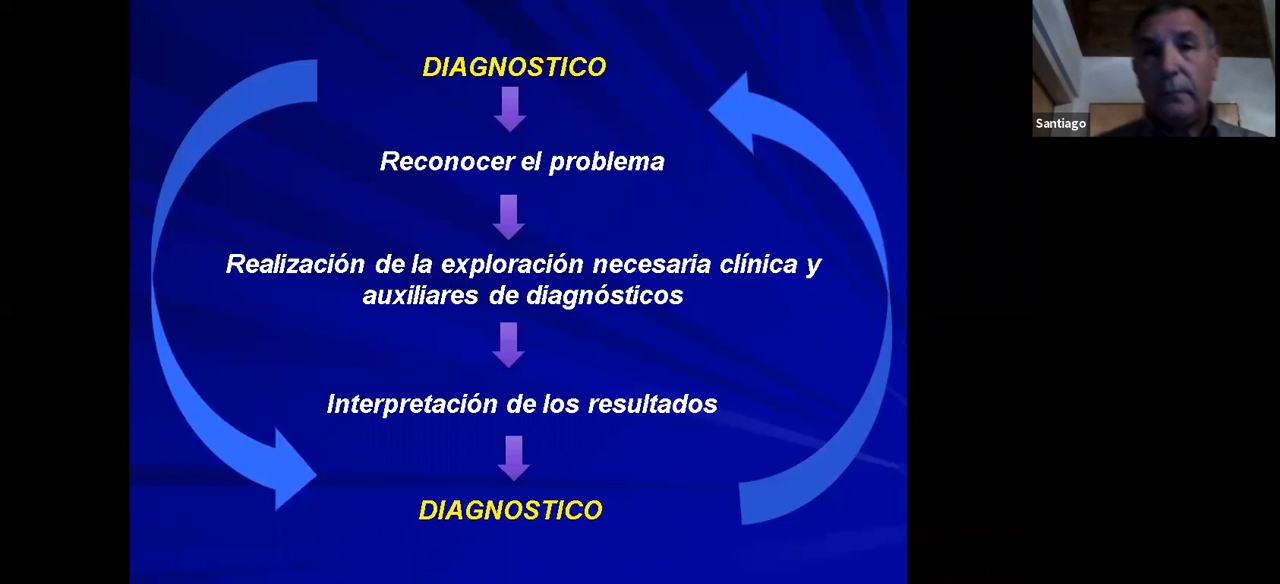 DIAGNOSTICO
Reconocer el problema
Realización de la exploración necesaria clínica y
auxiliares de diagnósticos
Interpretación de los resultados
DIAGNOSTICO
Santiago